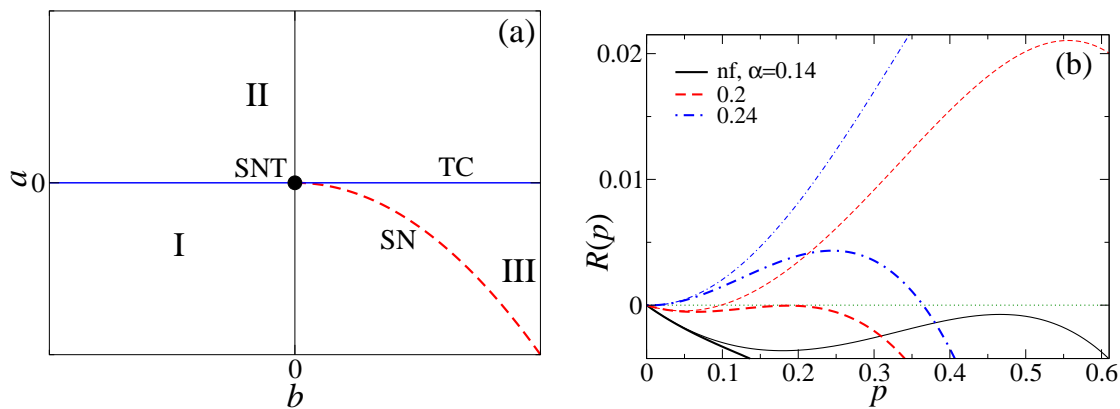 (a)
II
SNT
TC
a
0
I
SN
III
0
b
(b)
0.02
nf, α=0.14
0.2
0.24
0.01
R(p)
0
0
0.1
0.2
0.3
0.4
0.5
0.6
p